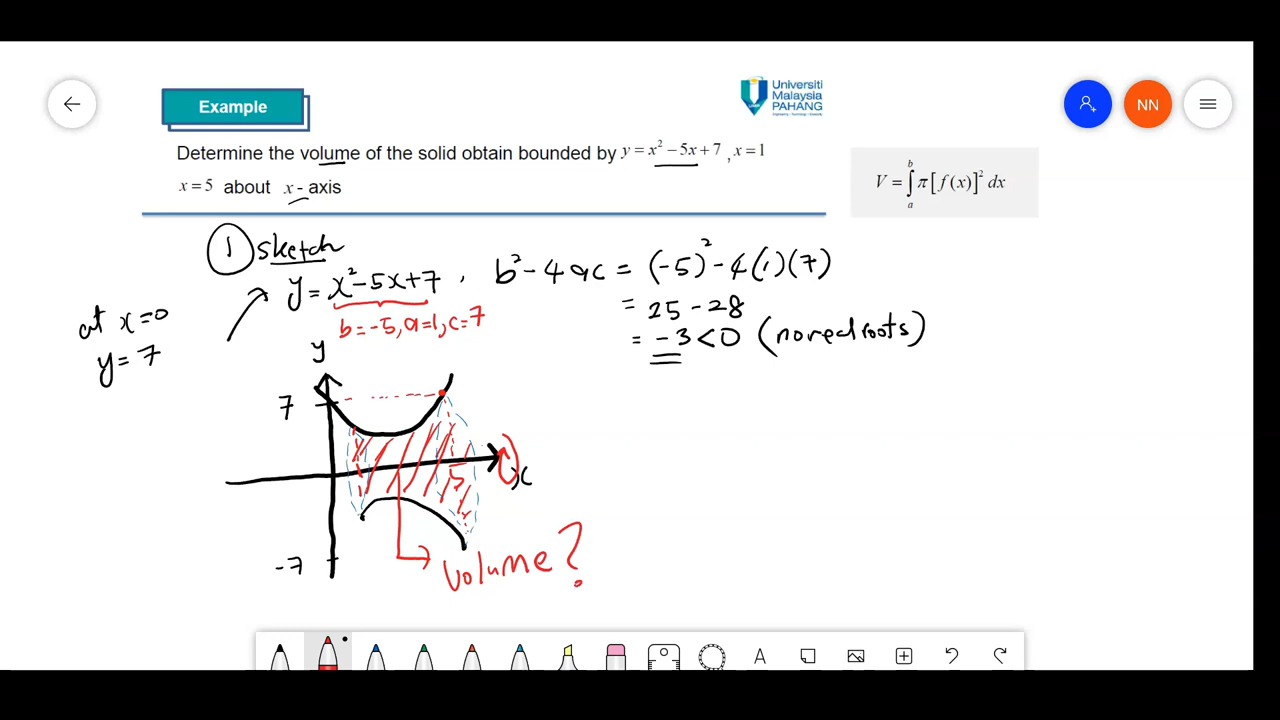 Example
Universiti
Malaysia
PAHANG
NN
Determine the volume of the solid obtain bounded by y = x² − 5x + 7 , x = 1
x = 5 about x - axis
V = ∫ₐᵇ π[f(x)]² dx
① sketch
y = x² − 5x + 7 , b² − 4ac = (−5)² − 4(1)(7)
b = −5, a = 1, c = 7
= 25 − 28
= −3 < 0 (no real roots)
at x = 0
y = 7
y
7
5
x
−7
volume?
A